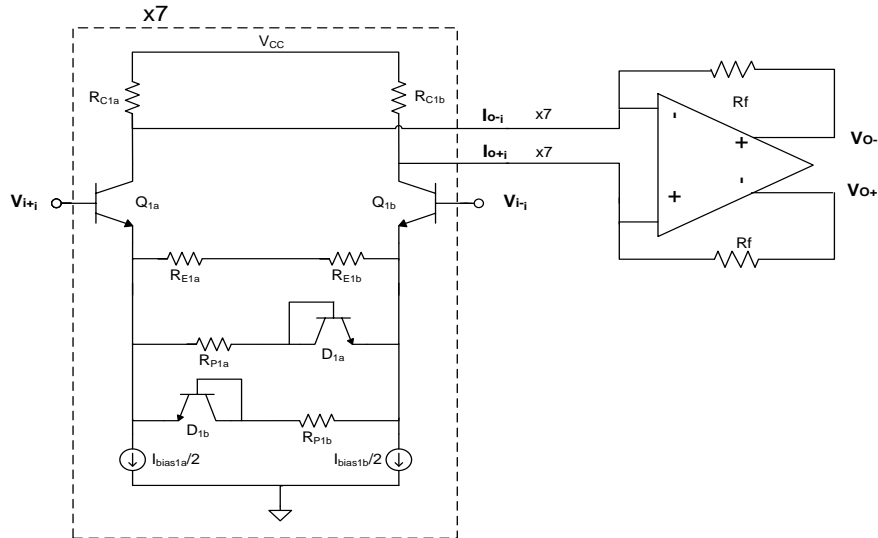 x7
VCC
RC1a
RC1b
Io-i x7
Io+i x7
Rf
Vo-
Vo+
- +
+ -
Rf
Vi+i
Q1a
Q1b
Vi-i
RE1a
RE1b
RP1a
D1a
D1b
RP1b
Ibias1a/2
Ibias1b/2